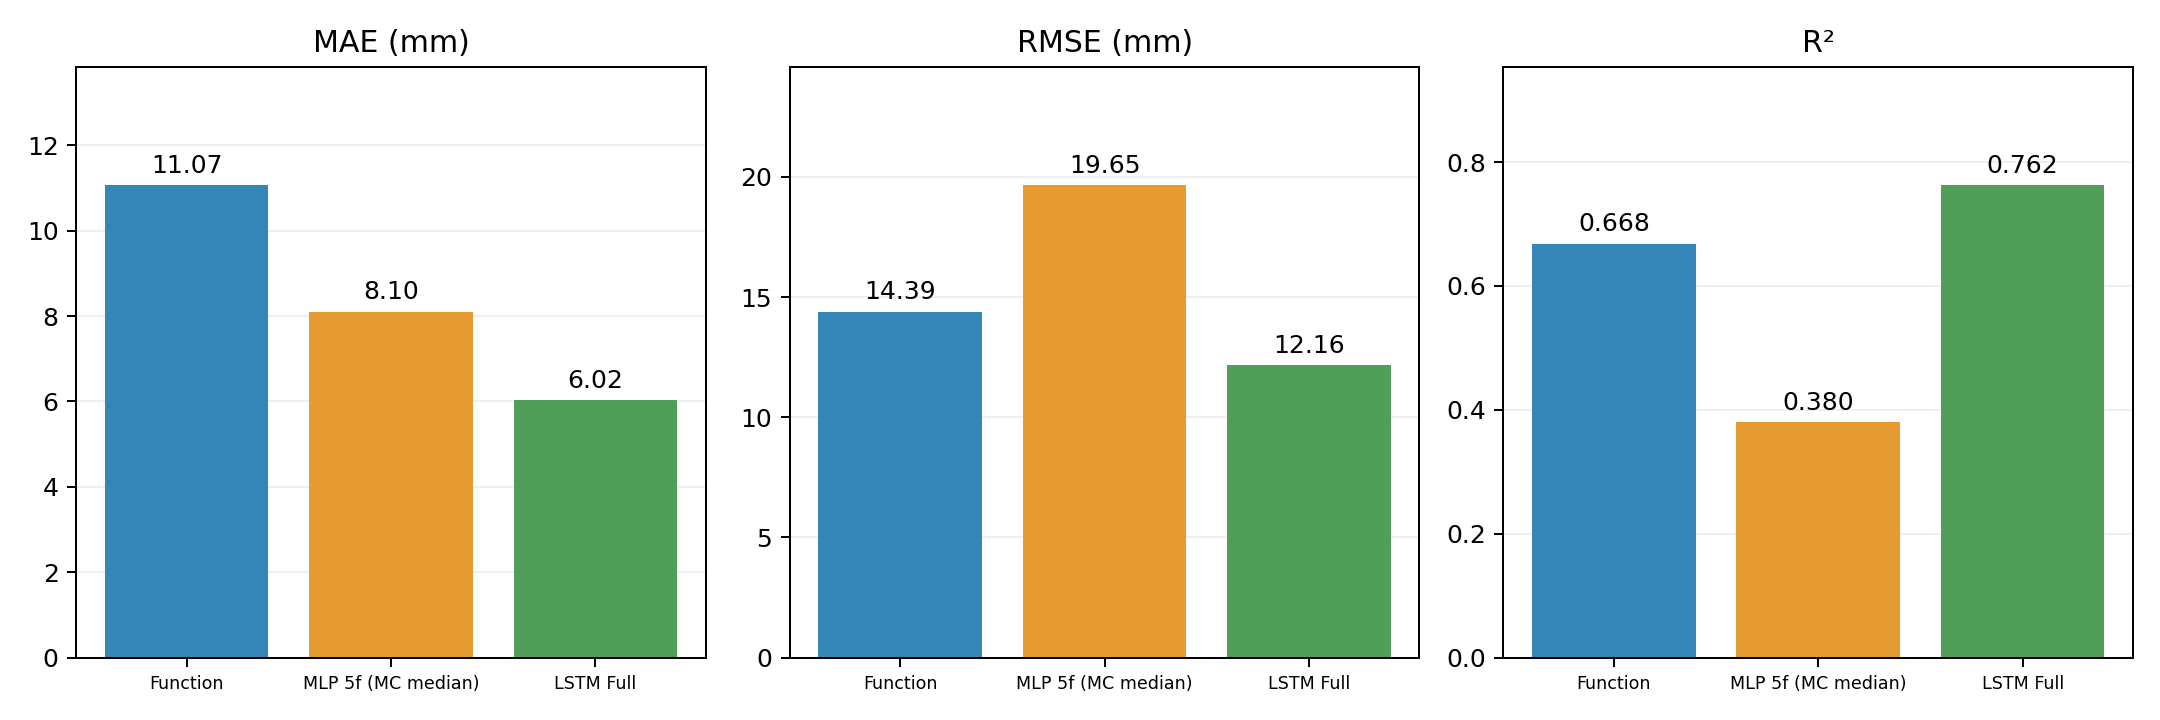 MAE (mm)
12
10
8
6
4
2
0
11.07
8.10
6.02
Function
MLP 5f (MC median)
LSTM Full
RMSE (mm)
20
15
10
5
0
14.39
19.65
12.16
Function
MLP 5f (MC median)
LSTM Full
R²
0.8
0.6
0.4
0.2
0.0
0.668
0.380
0.762
Function
MLP 5f (MC median)
LSTM Full